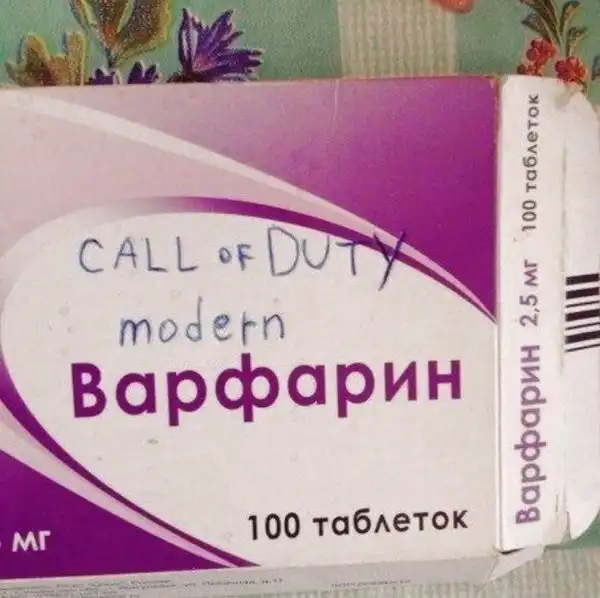 CALL OF DUTY
modern
Варфарин
100 таблеток
мг
Варфарин 2,5 мг 100 таблеток